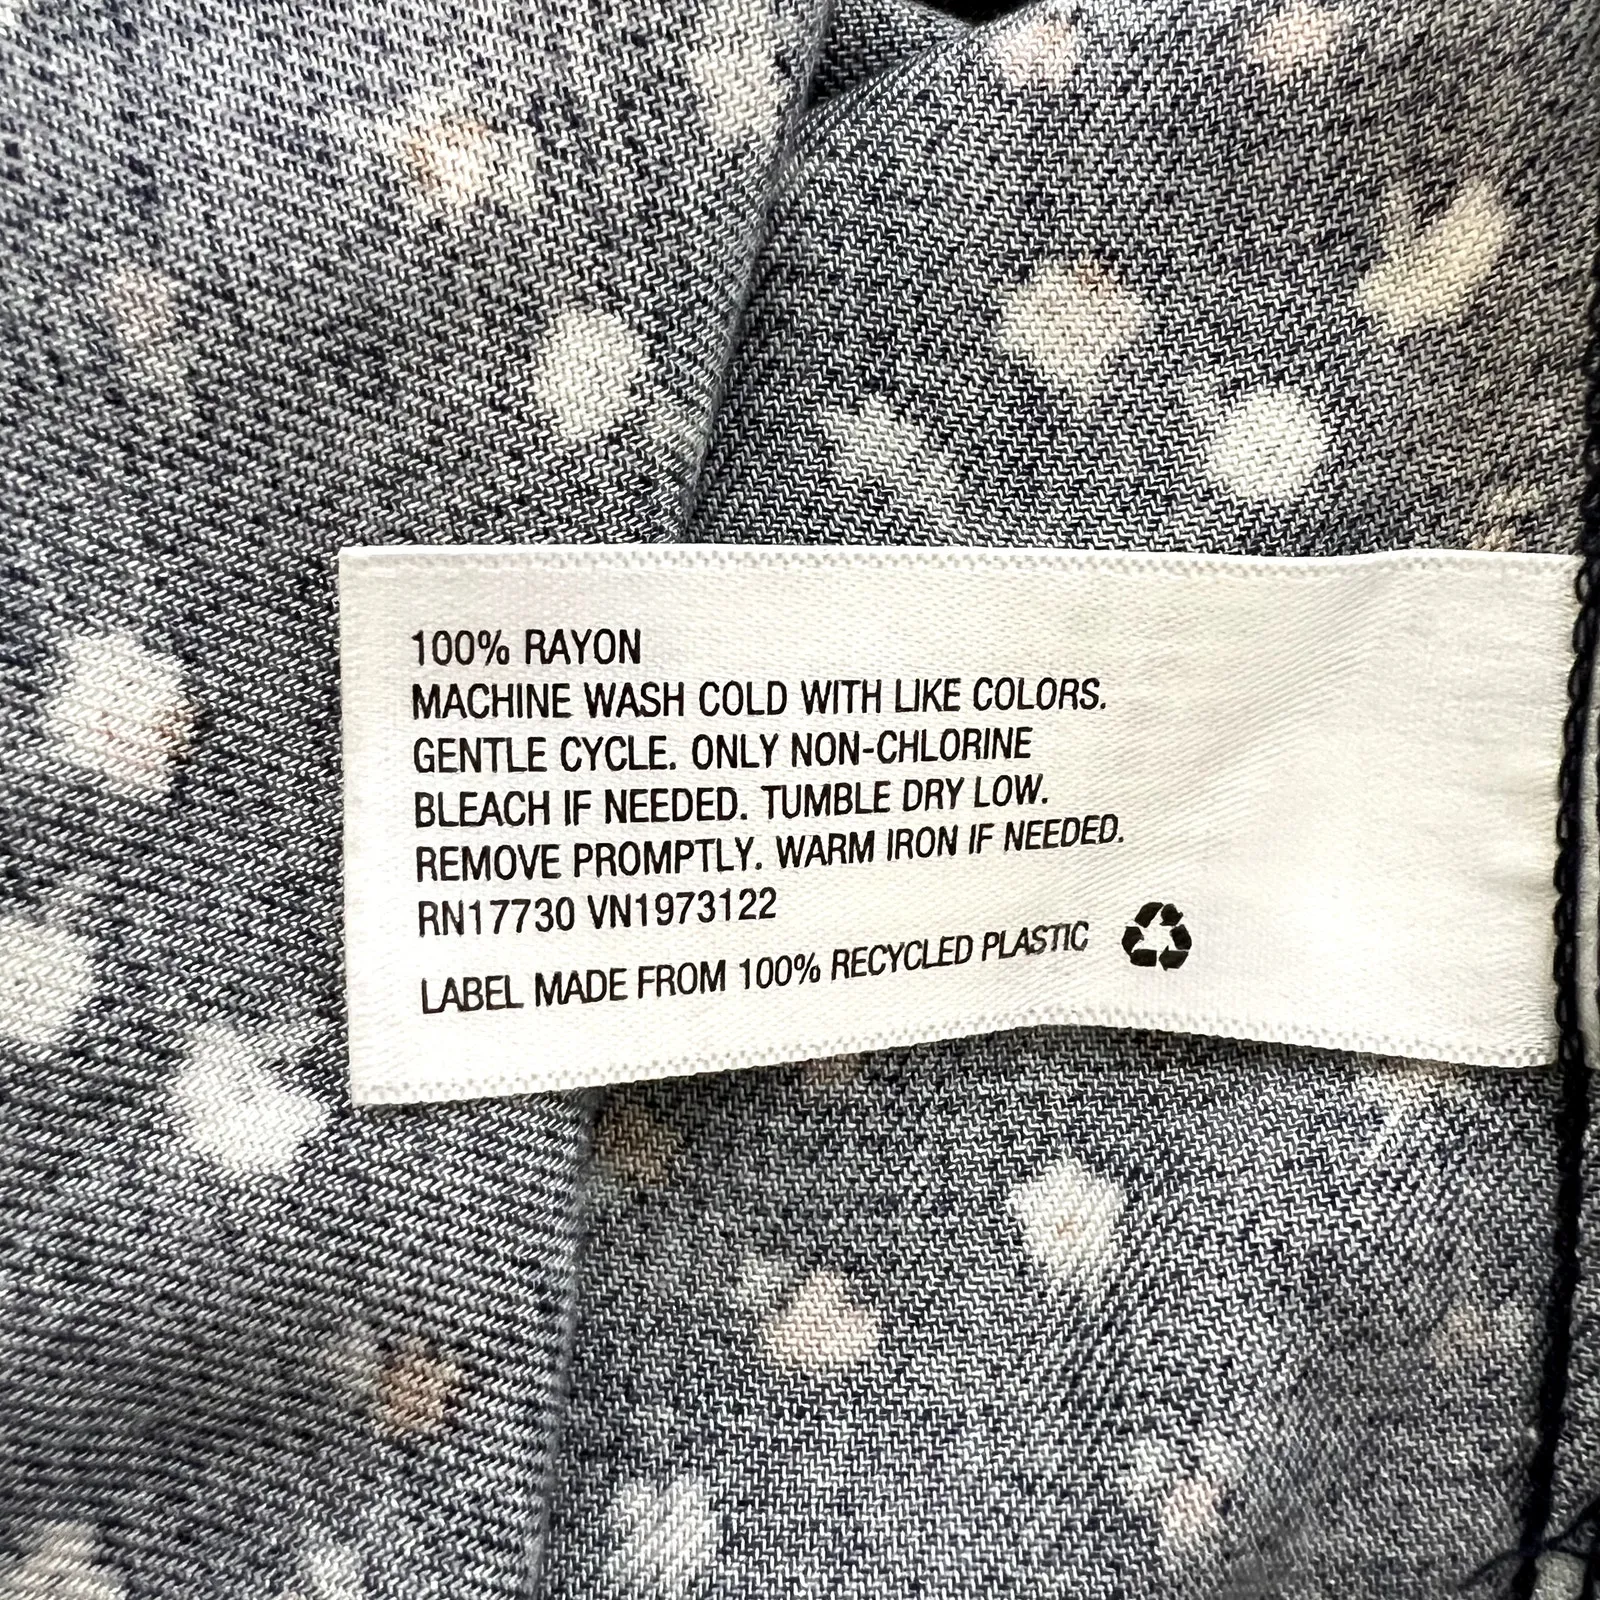 100% RAYON
MACHINE WASH COLD WITH LIKE COLORS.
GENTLE CYCLE. ONLY NON-CHLORINE
BLEACH IF NEEDED. TUMBLE DRY LOW.
REMOVE PROMPTLY. WARM IRON IF NEEDED.
RN17730 VN1973122
LABEL MADE FROM 100% RECYCLED PLASTIC